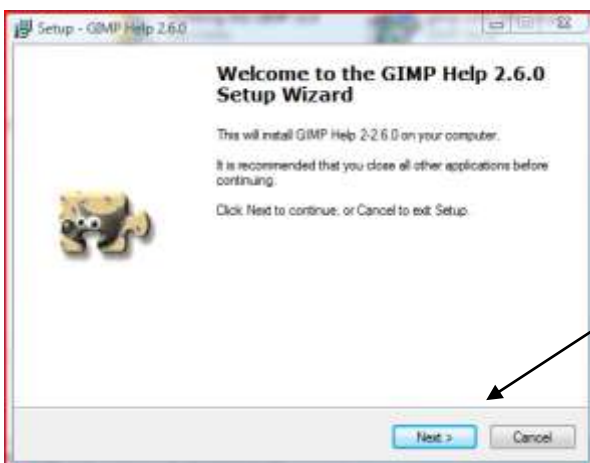 Setup - GIMP Help 2.6.0
Welcome to the GIMP Help 2.6.0
Setup Wizard
This will install GIMP Help 2-2.6.0 on your computer.
It is recommended that you close all other applications before
continuing.
Click Next to continue, or Cancel to exit Setup.
Next >
Cancel